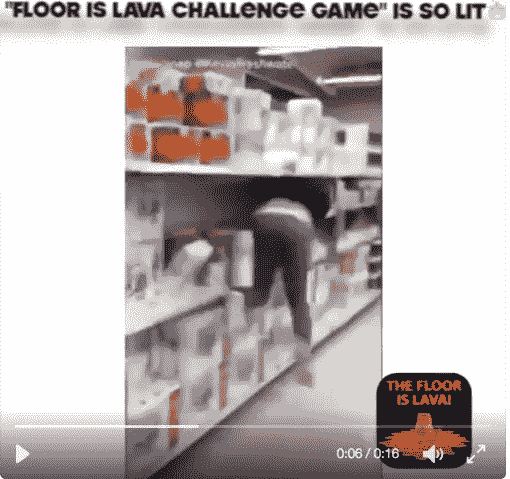 "FLOOR IS LAVA CHALLENGE GAME" IS SO LIT
THE FLOOR
IS LAVA!
0:06 / 0:16